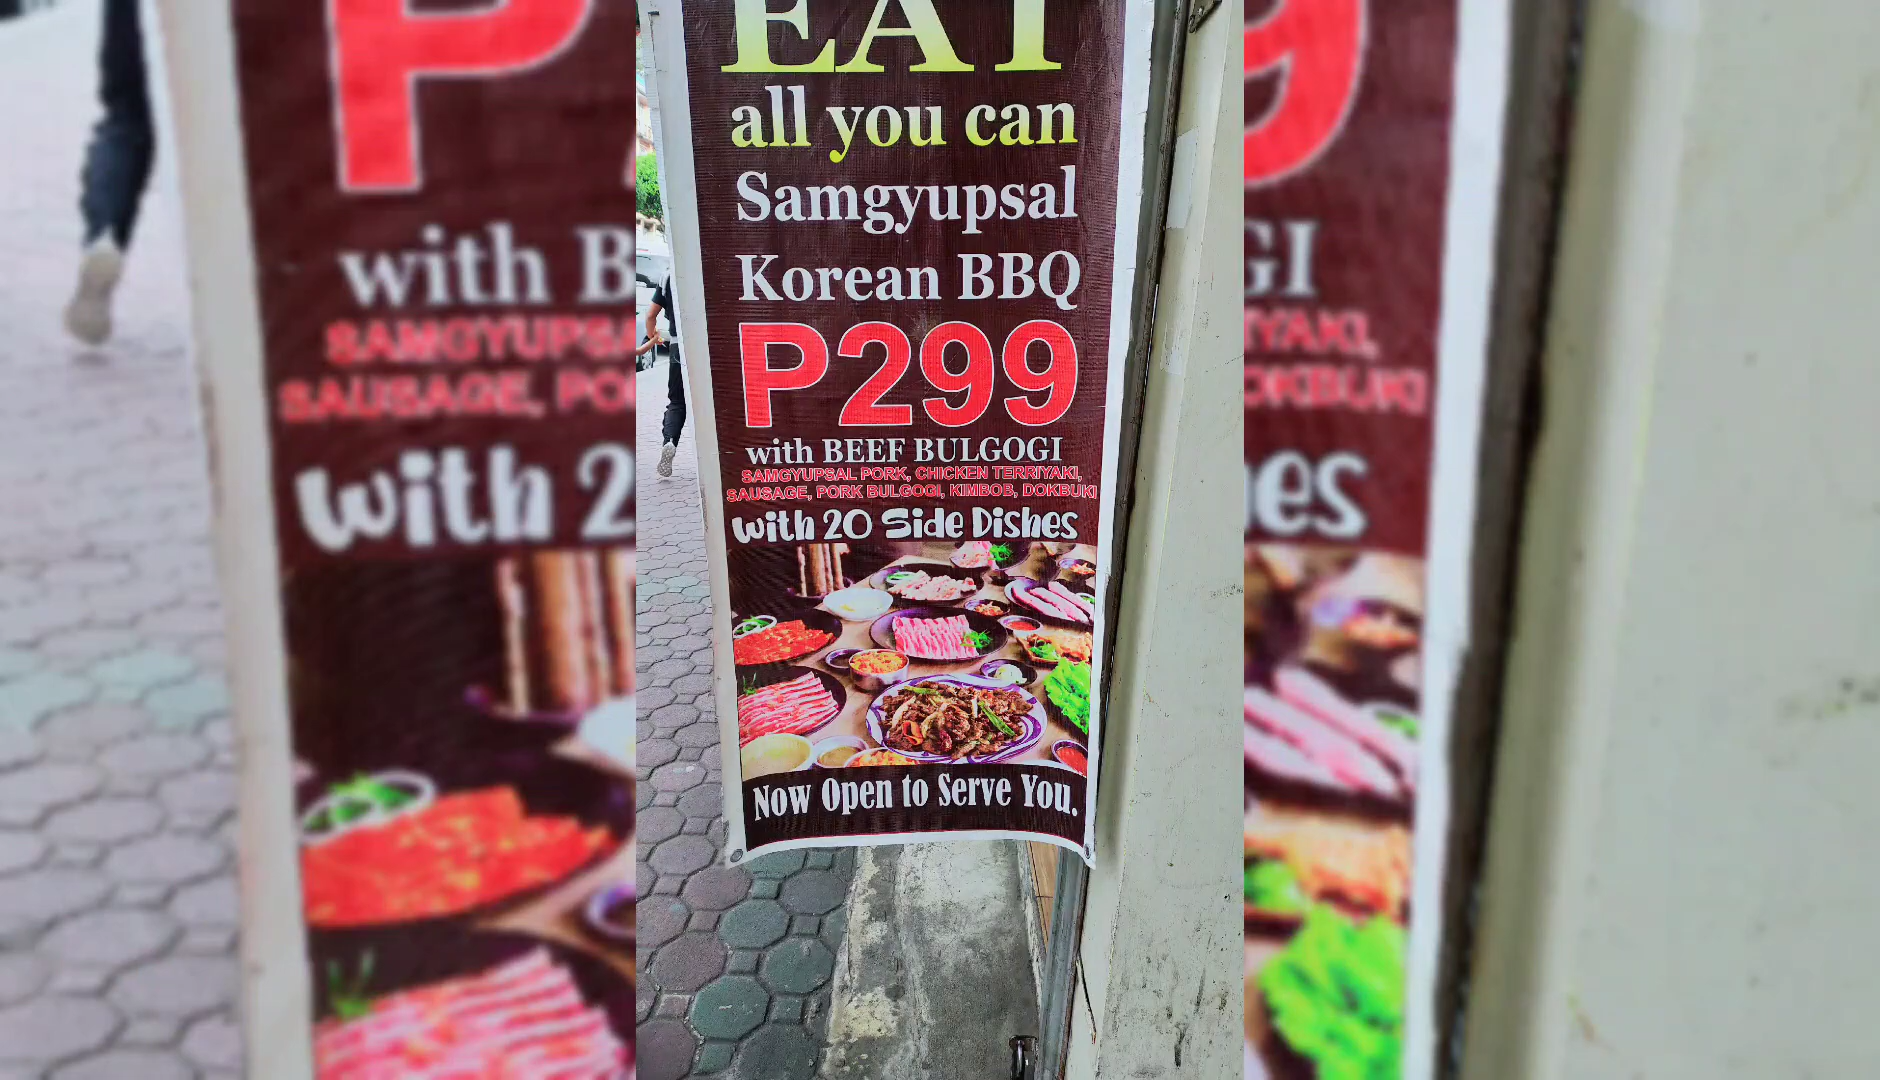 EAT
all you can
Samgyupsal
Korean BBQ
P299
with BEEF BULGOGI
SAMGYUPSAL PORK, CHICKEN TERRIYAKI,
SAUSAGE, PORK BULGOGI, KIMBOB, DOKBUKI
with 20 Side Dishes
Now Open to Serve You.